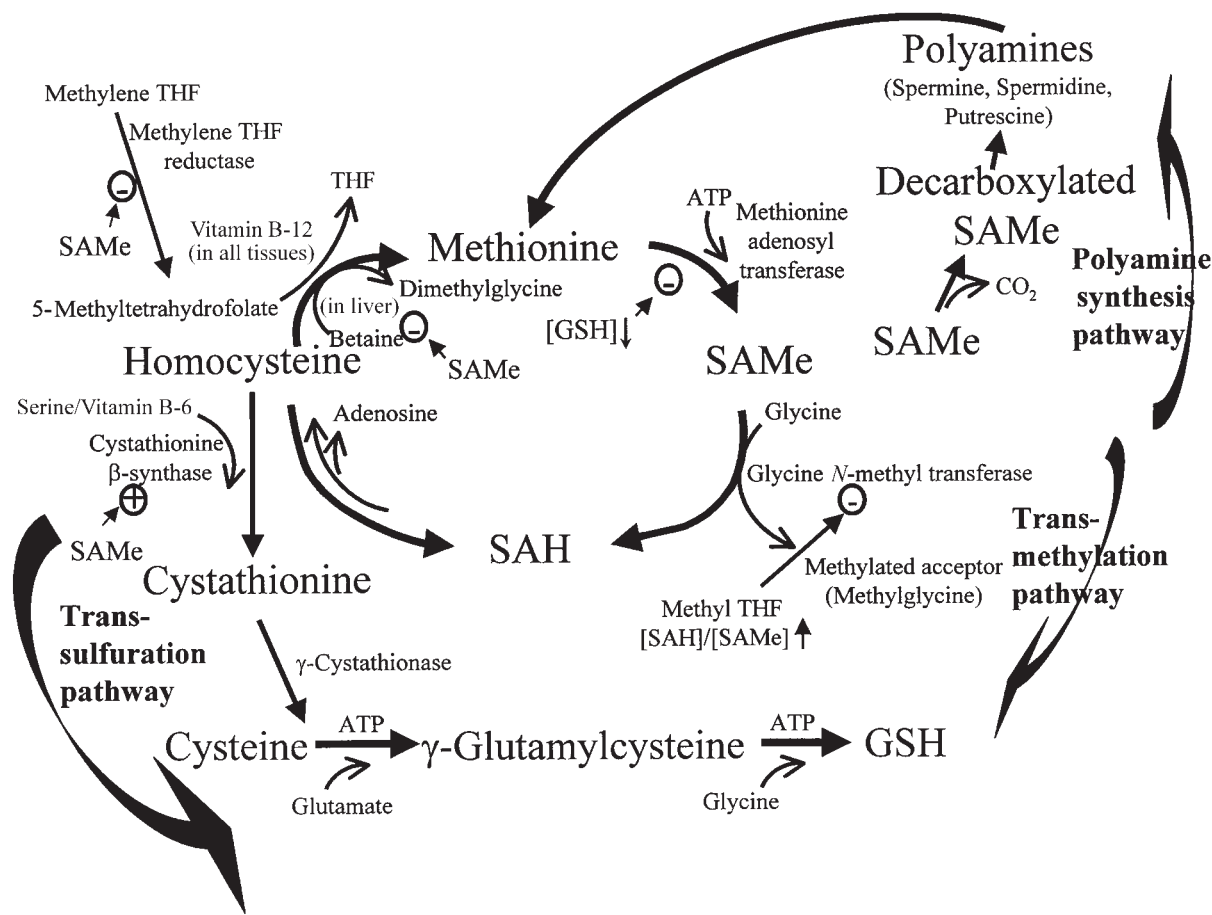 Polyamines
(Spermine, Spermidine,
Putrescine)
Decarboxylated
SAMe
CO2
SAMe
Polyamine
synthesis
pathway
Methylene THF
Methylene THF
reductase
-
SAMe
THF
Vitamin B-12
(in all tissues)
5-Methyltetrahydrofolate
Methionine
Dimethylglycine
(in liver)
Betaine
-
SAMe
ATP
Methionine
adenosyl
transferase
-
[GSH]↓
Homocysteine
SAMe
Serine/Vitamin B-6
Cystathionine
β-synthase
+
SAMe
Adenosine
Glycine
Glycine N-methyl transferase
-
SAH
Methylated acceptor
(Methylglycine)
Methyl THF
[SAH]/[SAMe]↑
Trans-
methylation
pathway
Cystathionine
Trans-
sulfuration
pathway
γ-Cystathionase
Cysteine
ATP
Glutamate
γ-Glutamylcysteine
ATP
Glycine
GSH